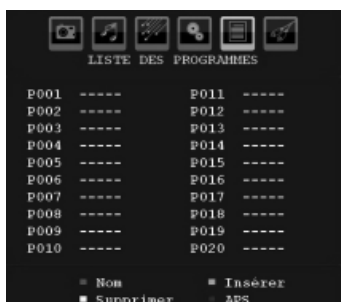 LISTE DES PROGRAMMES
P001 ----- P011 -----
P002 ----- P012 -----
P003 ----- P013 -----
P004 ----- P014 -----
P005 ----- P015 -----
P006 ----- P016 -----
P007 ----- P017 -----
P008 ----- P018 -----
P009 ----- P019 -----
P010 ----- P020 -----
Nom Insérer
Supprimer APS